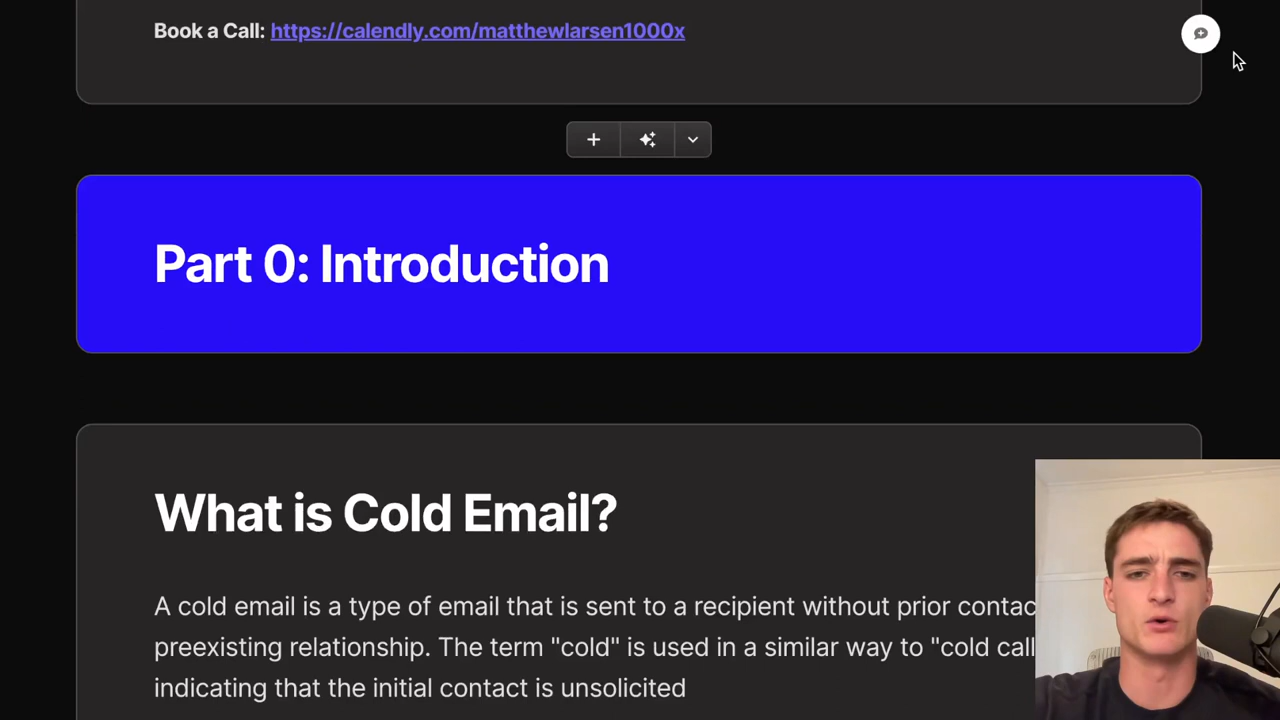 Book a Call: https://calendly.com/matthewlarsen1000x
Part 0: Introduction
What is Cold Email?
A cold email is a type of email that is sent to a recipient without prior
preexisting relationship. The term "cold" is used in a similar way to "cold
indicating that the initial contact is unsolicited